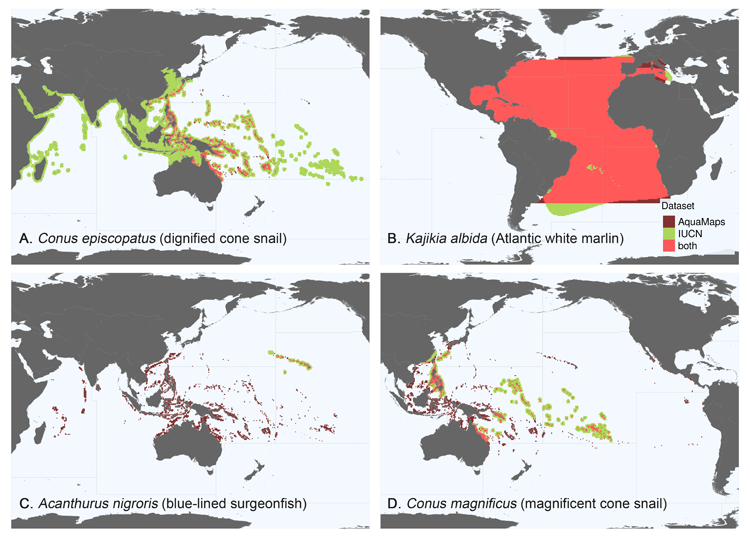 A. Conus episcopatus (dignified cone snail)
B. Kajikia albida (Atlantic white marlin)
Dataset
AquaMaps
IUCN
both
C. Acanthurus nigroris (blue-lined surgeonfish)
D. Conus magnificus (magnificent cone snail)